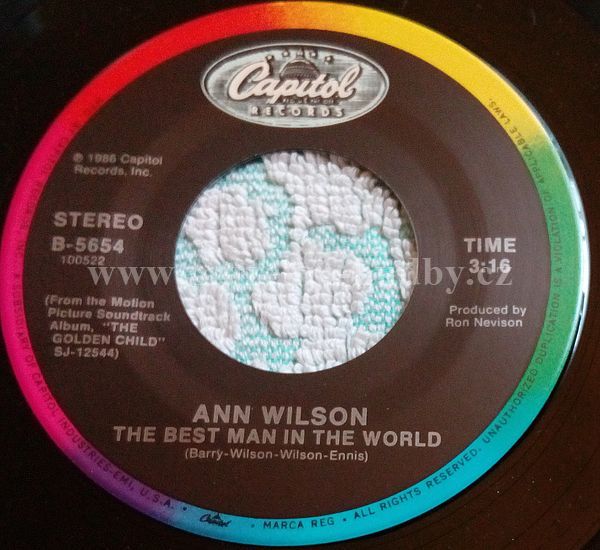 Capitol
RECORDS
℗ 1986 Capitol
Records, Inc.
STEREO
B-5654
100522
TIME
3:16
(From the Motion
Picture Soundtrack
Album, "THE
GOLDEN CHILD"
SJ-12544)
Produced by
Ron Nevison
ANN WILSON
THE BEST MAN IN THE WORLD
(Barry-Wilson-Wilson-Ennis)
OF CAPITOL INDUSTRIES-EMI, U.S.A. • Capitol • MARCA REG • ALL RIGHTS RESERVED. UNAUTHORIZED DUPLICATION IS A VIOLATION OF APPLICABLE LAWS.